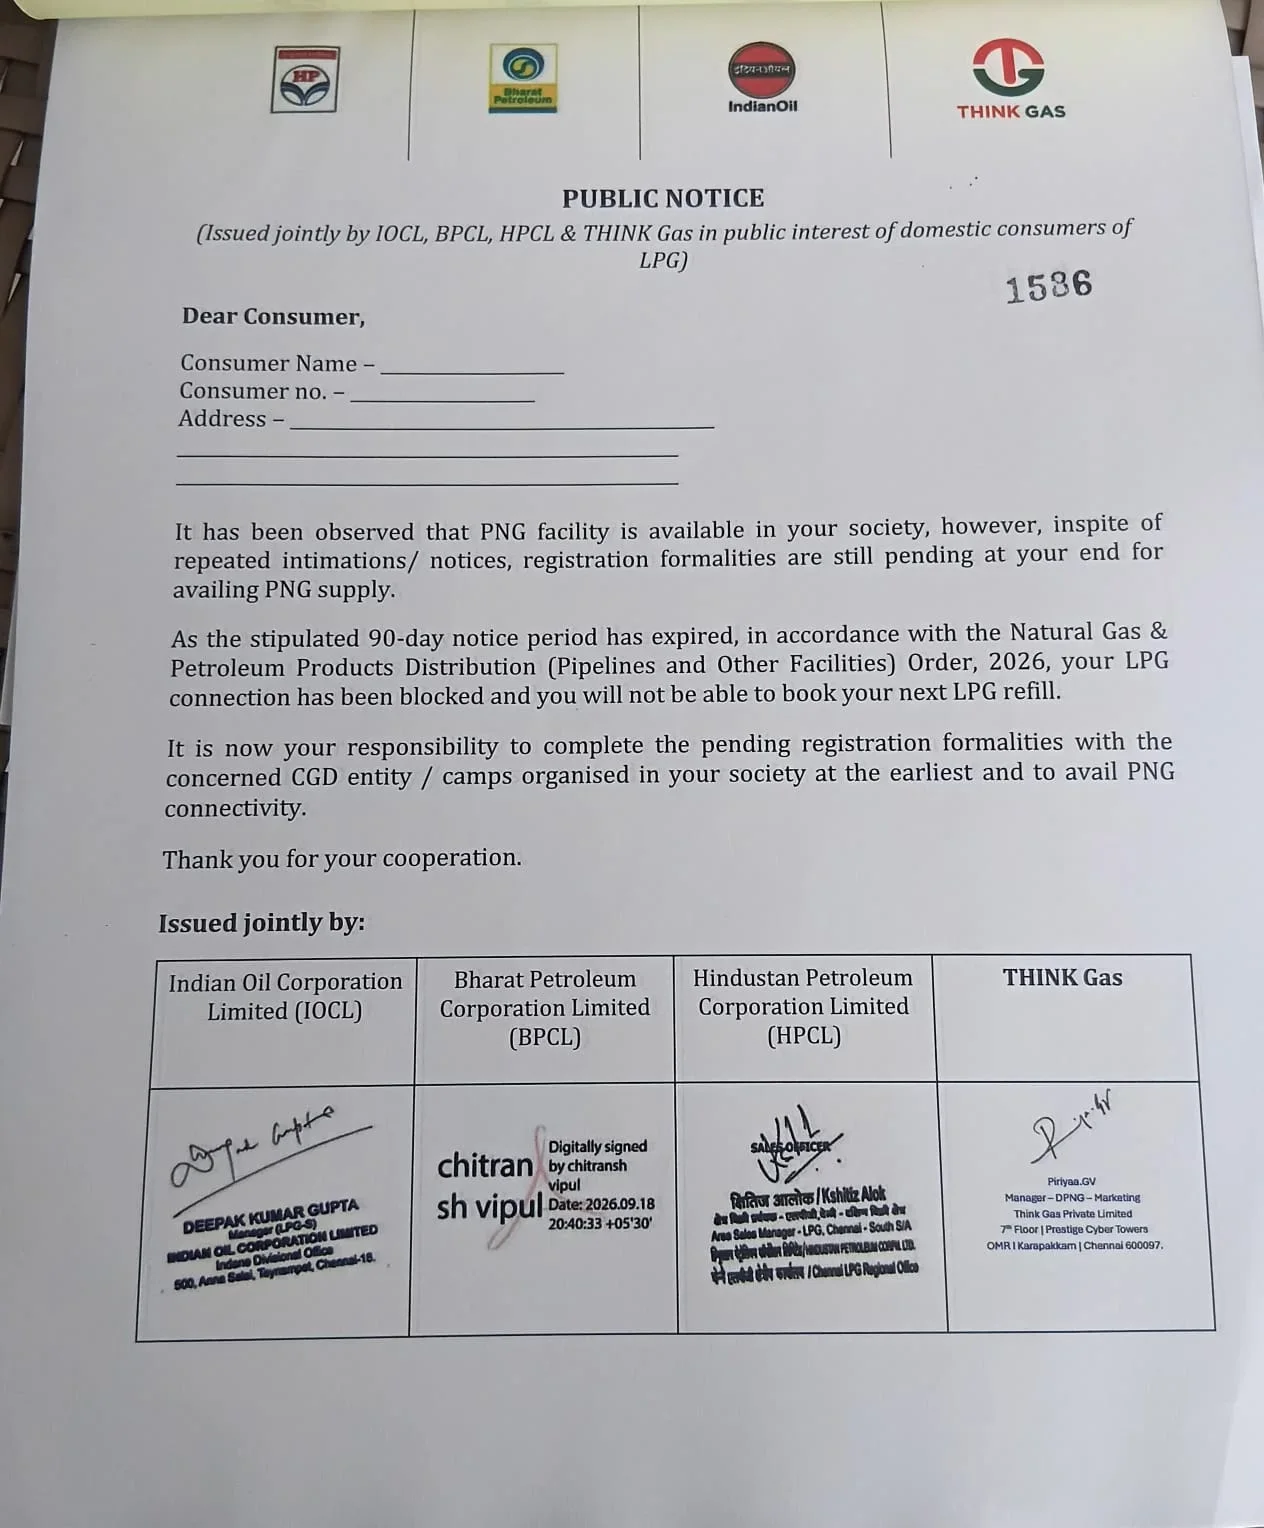 HP
Bharat
Petroleum
इंडियनऑयल
IndianOil
THINK GAS
PUBLIC NOTICE
(Issued jointly by IOCL, BPCL, HPCL & THINK Gas in public interest of domestic consumers of
LPG)
1536
Dear Consumer,
Consumer Name –
Consumer no. –
Address –
It has been observed that PNG facility is available in your society, however, inspite of
repeated intimations/ notices, registration formalities are still pending at your end for
availing PNG supply.
As the stipulated 90-day notice period has expired, in accordance with the Natural Gas &
Petroleum Products Distribution (Pipelines and Other Facilities) Order, 2026, your LPG
connection has been blocked and you will not be able to book your next LPG refill.
It is now your responsibility to complete the pending registration formalities with the
concerned CGD entity / camps organised in your society at the earliest and to avail PNG
connectivity.
Thank you for your cooperation.
Issued jointly by:
Indian Oil Corporation
Limited (IOCL)
Bharat Petroleum
Corporation Limited
(BPCL)
Hindustan Petroleum
Corporation Limited
(HPCL)
THINK Gas
Deepak Gupta
DEEPAK KUMAR GUPTA
Manager (LPG-S)
INDIAN OIL CORPORATION LIMITED
Indane Divisional Office
500, Anna Salai, Teynampet, Chennai-18.
chitran
sh vipul
Digitally signed
by chitransh
vipul
Date: 2026.09.18
20:40:33 +05'30'
SALES OFFICER
क्षितिज आलोक / Kshitiz Alok
Area Sales Manager - LPG, Chennai - South S/A
हिन्दुस्तान पेट्रोलियम कॉर्पोरेशन लिमिटेड / HINDUSTAN PETROLEUM CORPN. LTD.
/ Chennai LPG Regional Office
Piriyaa.GV
Piriyaa.GV
Manager – DPNG – Marketing
Think Gas Private Limited
7th Floor | Prestige Cyber Towers
OMR I Karapakkam | Chennai 600097.